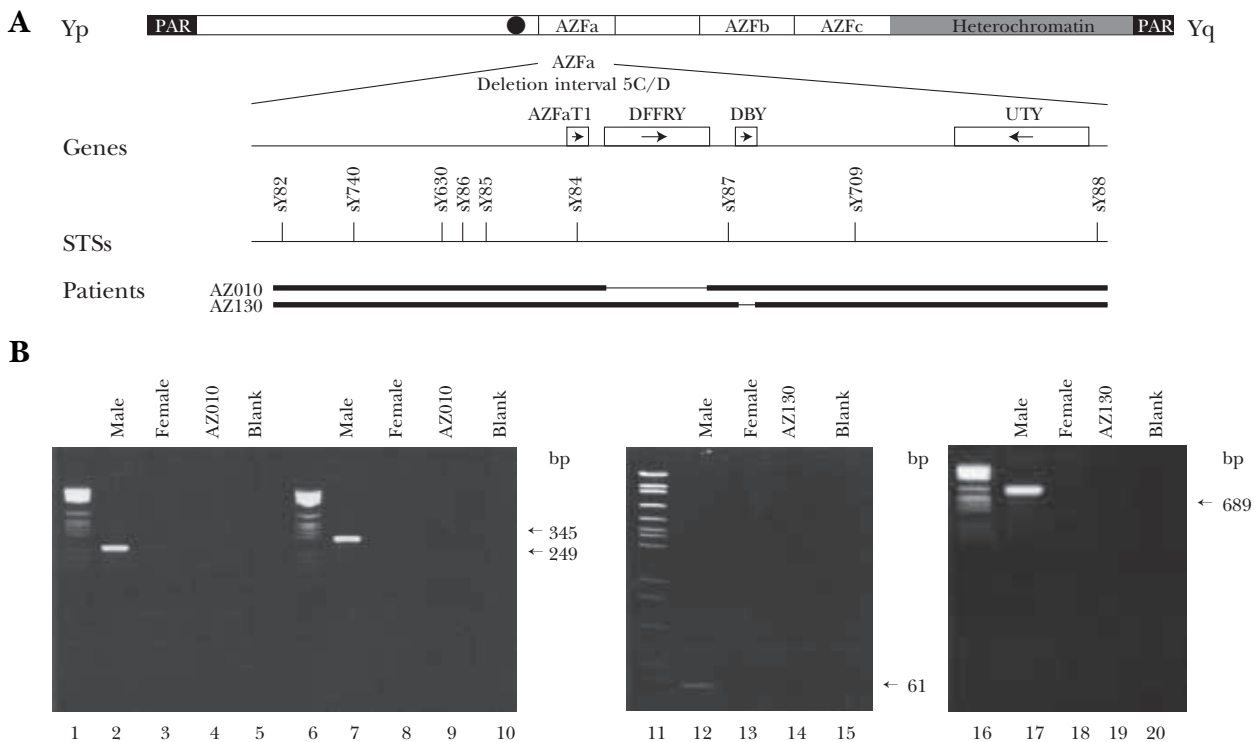 A
Yp PAR AZFa AZFb AZFc Heterochromatin PAR Yq
AZFa
Deletion interval 5C/D
AZFaT1 DFFRY DBY UTY
Genes
sY82 sY740 sY630 sY86 sY85 sY84 sY87 sY709 sY88
STSs
Patients
AZ010
AZ130
B
Male Female AZ010 Blank Male Female AZ010 Blank Male Female AZ130 Blank Male Female AZ130 Blank
bp bp bp
← 345
← 249
← 61
← 689
1 2 3 4 5 6 7 8 9 10 11 12 13 14 15 16 17 18 19 20